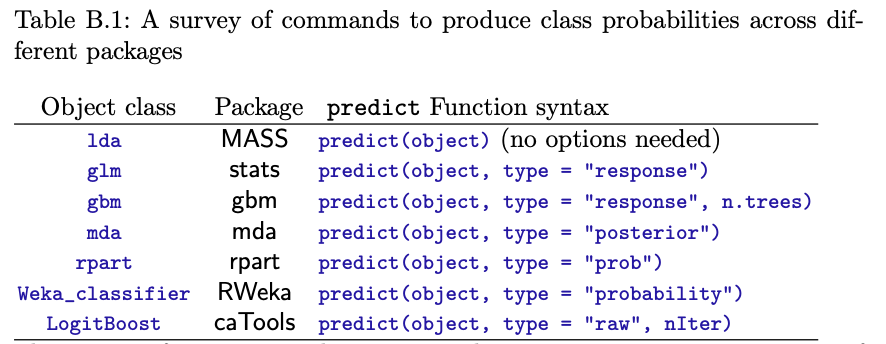 Table B.1: A survey of commands to produce class probabilities across dif-
ferent packages
Object class Package predict Function syntax
lda MASS predict(object) (no options needed)
glm stats predict(object, type = "response")
gbm gbm predict(object, type = "response", n.trees)
mda mda predict(object, type = "posterior")
rpart rpart predict(object, type = "prob")
Weka_classifier RWeka predict(object, type = "probability")
LogitBoost caTools predict(object, type = "raw", nIter)